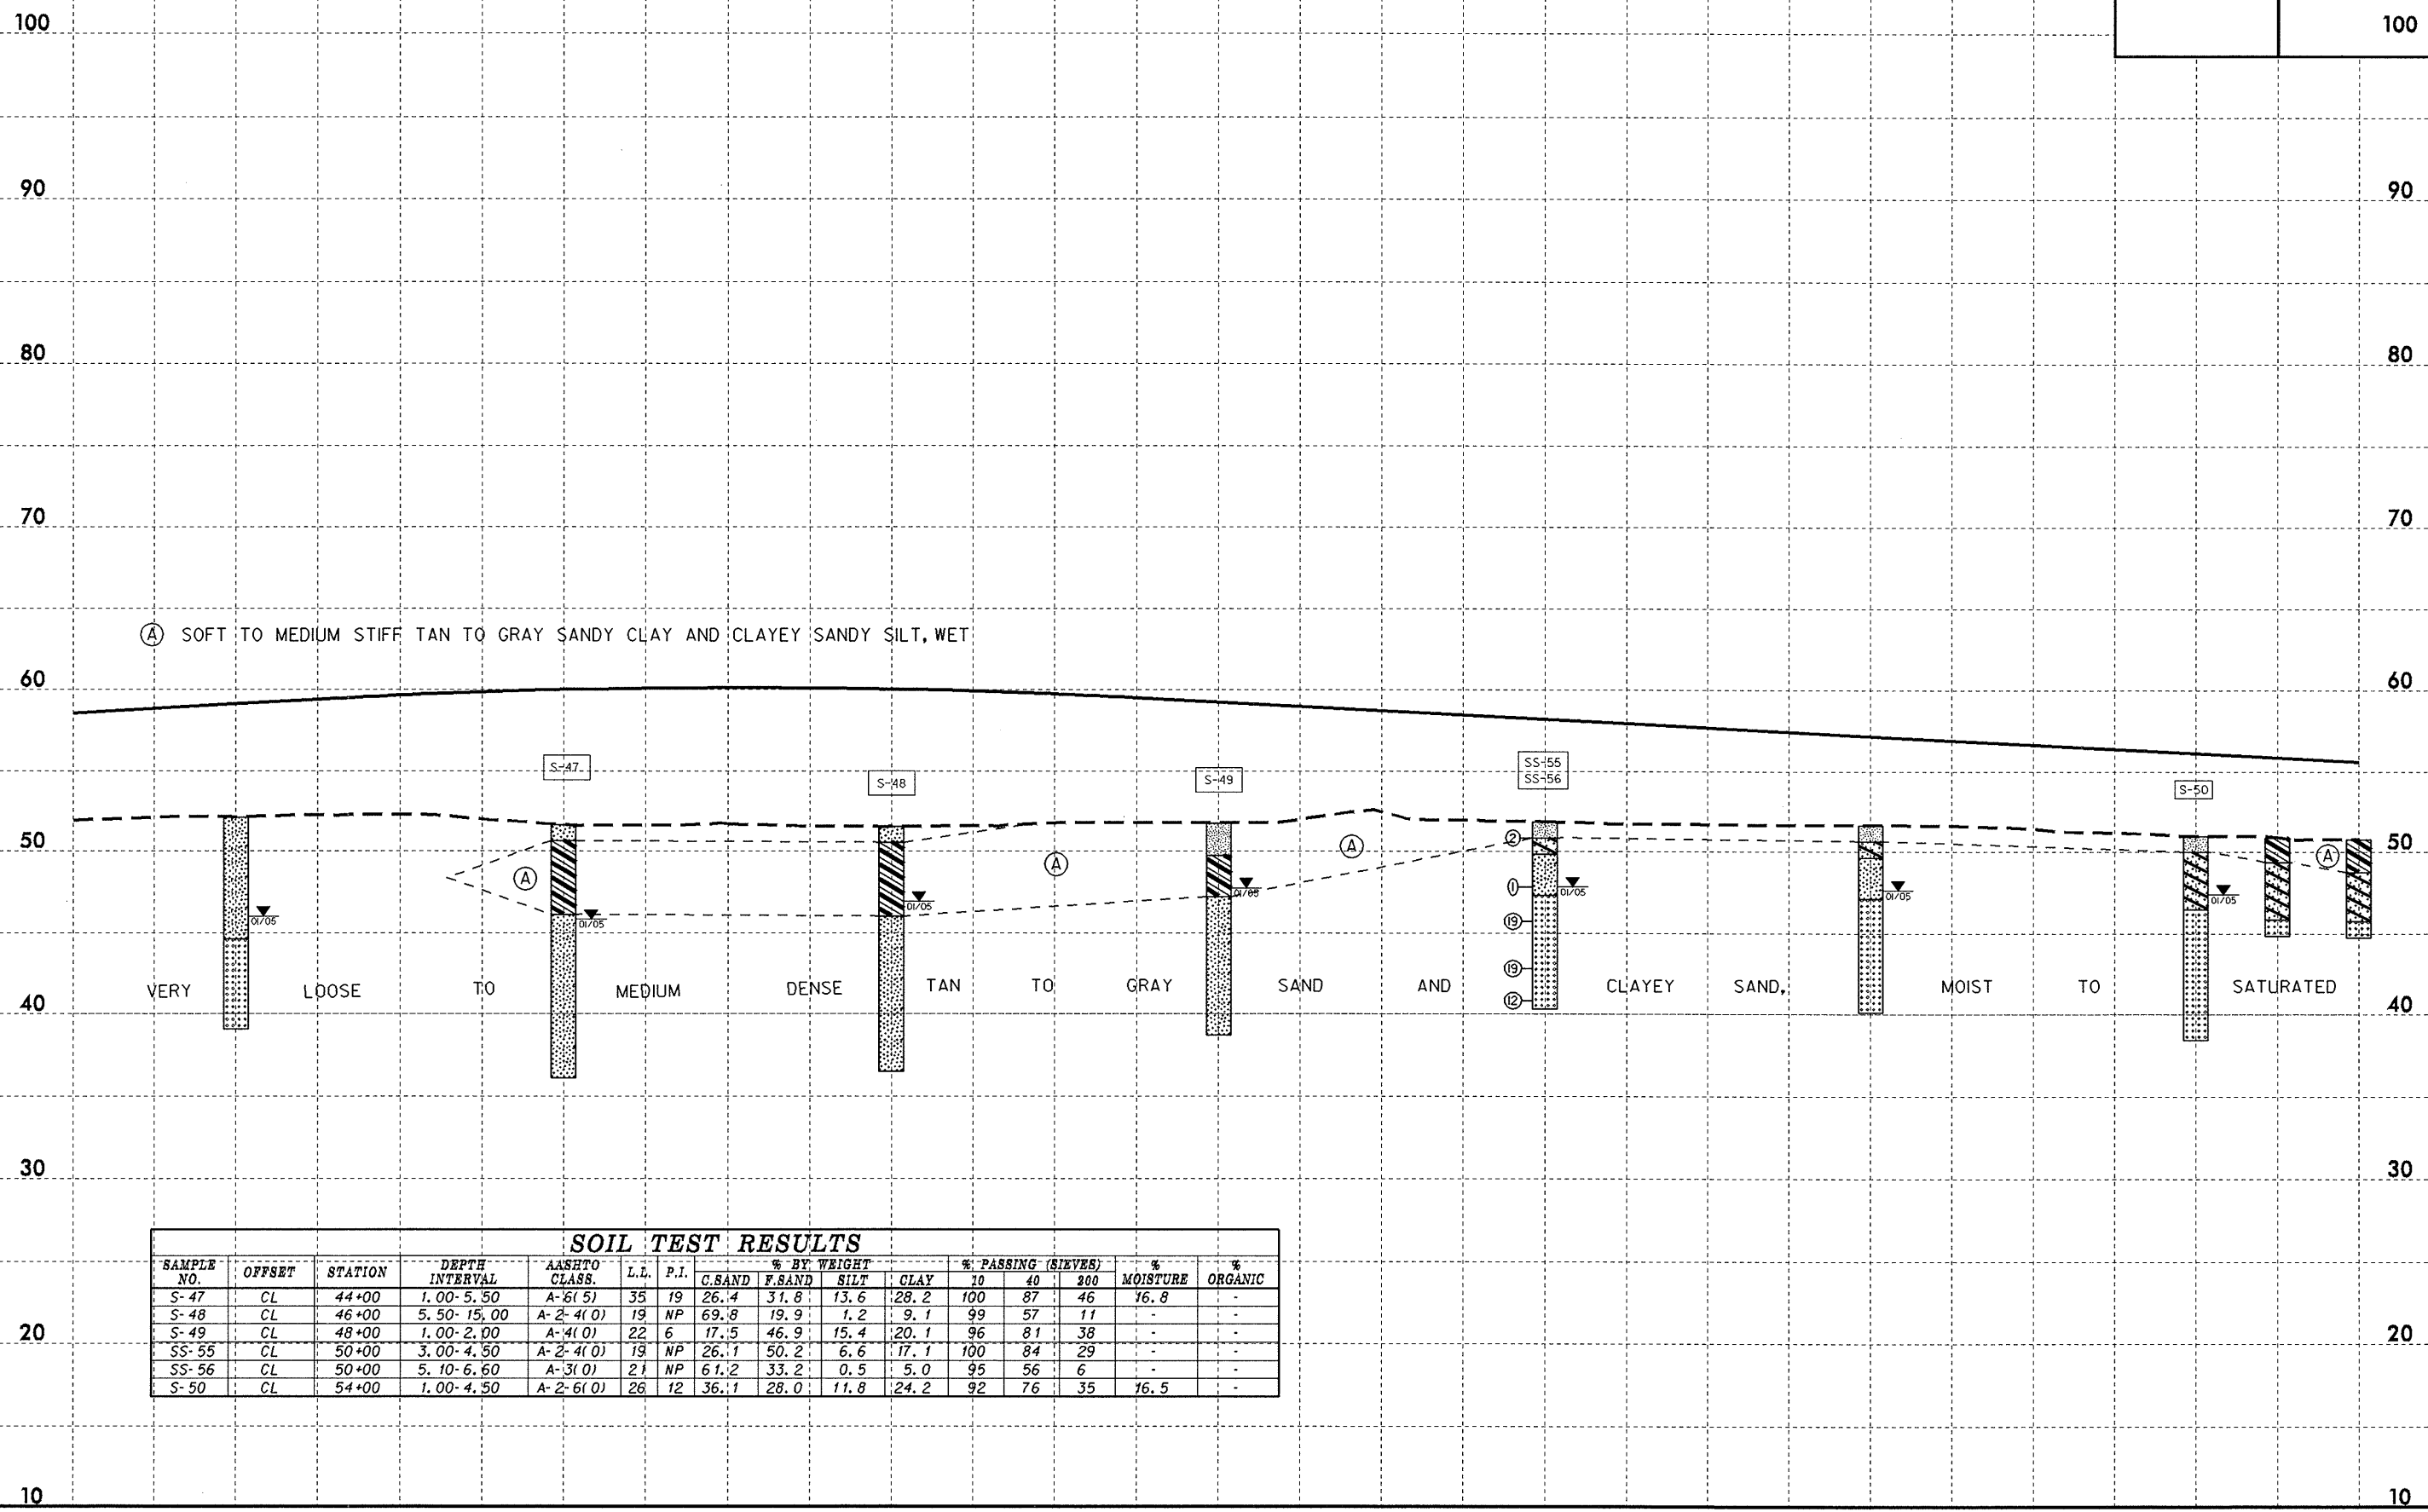 100 100
90 90
80 80
70 70
Ⓐ SOFT TO MEDIUM STIFF TAN TO GRAY SANDY CLAY AND CLAYEY SANDY SILT, WET
60 60
S-47 S-48 S-49 SS-55 S-50
SS-56
50 50
② Ⓐ Ⓐ Ⓐ Ⓐ
① 01/05 01/05 01/05 01/05 01/05 01/05 01/05
⑲
⑲
VERY LOOSE TO MEDIUM DENSE TAN TO GRAY SAND AND CLAYEY SAND, MOIST TO SATURATED
⑫
40 40
30 30
SOIL TEST RESULTS
SAMPLE NO. OFFSET STATION DEPTH INTERVAL AASHTO CLASS. L.L. P.I. % BY WEIGHT % PASSING (SIEVES) % MOISTURE % ORGANIC
C.SAND F.SAND SILT CLAY 10 40 200
S-47 CL 44+00 1.00-5.50 A-6(5) 35 19 26.4 31.8 13.6 28.2 100 87 46 16.8 -
S-48 CL 46+00 5.50-15.00 A-2-4(0) 19 NP 69.8 19.9 1.2 9.1 99 57 11 - -
S-49 CL 48+00 1.00-2.00 A-4(0) 22 6 17.5 46.9 15.4 20.1 96 81 38 - -
SS-55 CL 50+00 3.00-4.50 A-2-4(0) 19 NP 26.1 50.2 6.6 17.1 100 84 29 - -
SS-56 CL 50+00 5.10-6.60 A-3(0) 21 NP 61.2 33.2 0.5 5.0 95 56 6 - -
S-50 CL 54+00 1.00-4.50 A-2-6(0) 26 12 36.1 28.0 11.8 24.2 92 76 35 16.5 -
20 20
10 10